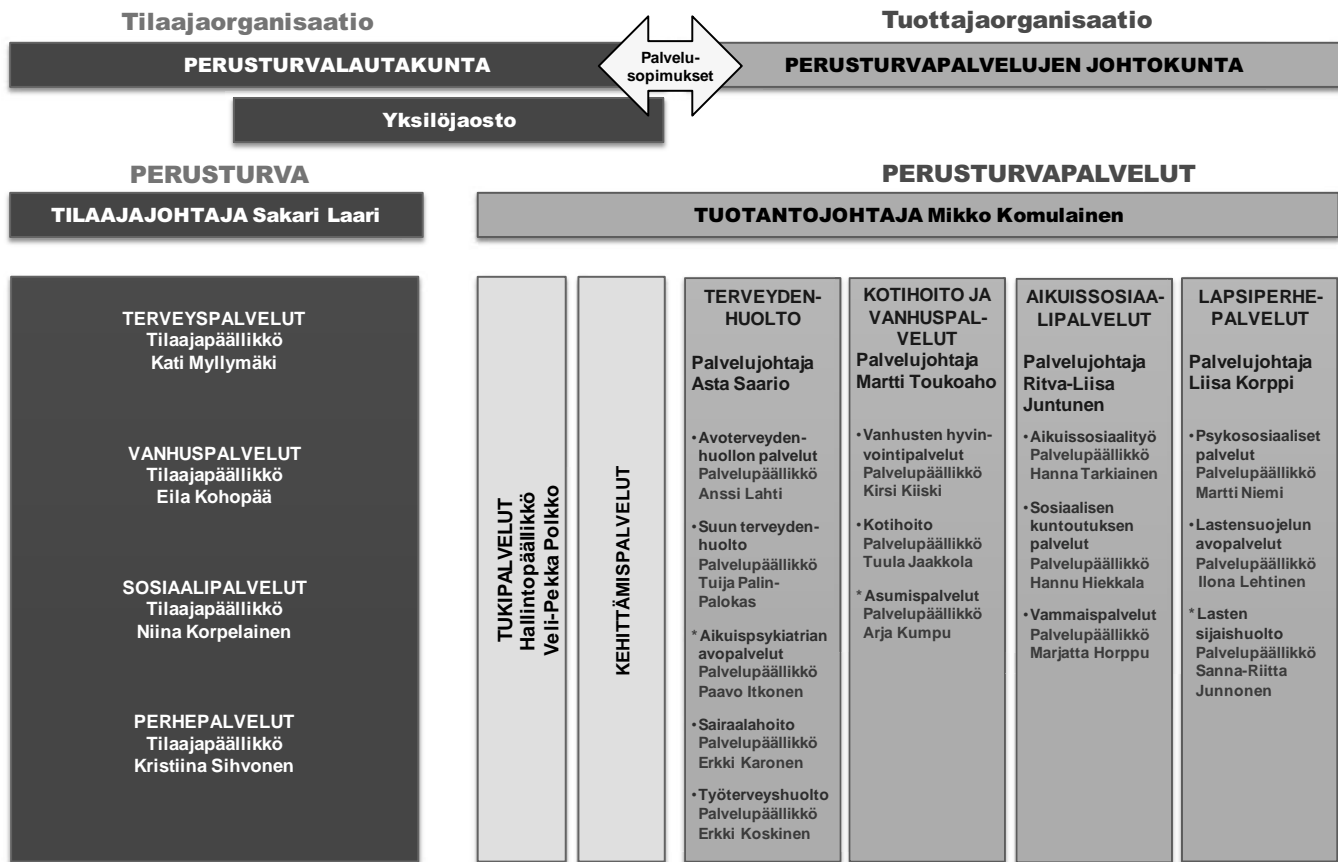 Tilaajaorganisaatio
Tuottajaorganisaatio
PERUSTURVALAUTAKUNTA
Palvelu-
sopimukset
PERUSTURVAPALVELUJEN JOHTOKUNTA
Yksilöjaosto
PERUSTURVA
PERUSTURVAPALVELUT
TILAAJAJOHTAJA Sakari Laari
TUOTANTOJOHTAJA Mikko Komulainen
TERVEYSPALVELUT
Tilaajapäällikkö
Kati Myllymäki
VANHUSPALVELUT
Tilaajapäällikkö
Eila Kohopää
SOSIAALIPALVELUT
Tilaajapäällikkö
Niina Korpelainen
PERHEPALVELUT
Tilaajapäällikkö
Kristiina Sihvonen
TUKIPALVELUT
Hallintopäällikkö
Veli-Pekka Polkko
KEHITTÄMISPALVELUT
TERVEYDEN-
HUOLTO
Palvelujohtaja
Asta Saario
•Avoterveyden-
huollon palvelut
Palvelupäällikkö
Anssi Lahti
•Suun terveyden-
huolto
Palvelupäällikkö
Tuija Palin-
Palokas
* Aikuispsykiatrian
avopalvelut
Palvelupäällikkö
Paavo Itkonen
•Sairaalahoito
Palvelupäällikkö
Erkki Karonen
•Työterveyshuolto
Palvelupäällikkö
Erkki Koskinen
KOTIHOITO JA
VANHUSPAL-
VELUT
Palvelujohtaja
Martti Toukoaho
•Vanhusten hyvin-
vointipalvelut
Palvelupäällikkö
Kirsi Kiiski
•Kotihoito
Palvelupäällikkö
Tuula Jaakkola
* Asumispalvelut
Palvelupäällikkö
Arja Kumpu
AIKUISSOSIAA-
LIPALVELUT
Palvelujohtaja
Ritva-Liisa
Juntunen
•Aikuissosiaalityö
Palvelupäällikkö
Hanna Tarkiainen
•Sosiaalisen
kuntoutuksen
palvelut
Palvelupäällikkö
Hannu Hiekkala
•Vammaispalvelut
Palvelupäällikkö
Marjatta Horppu
LAPSIPERHE-
PALVELUT
Palvelujohtaja
Liisa Korppi
•Psykososiaaliset
palvelut
Palvelupäällikkö
Martti Niemi
•Lastensuojelun
avopalvelut
Palvelupäällikkö
Ilona Lehtinen
* Lasten
sijaishuolto
Palvelupäällikkö
Sanna-Riitta
Junnonen